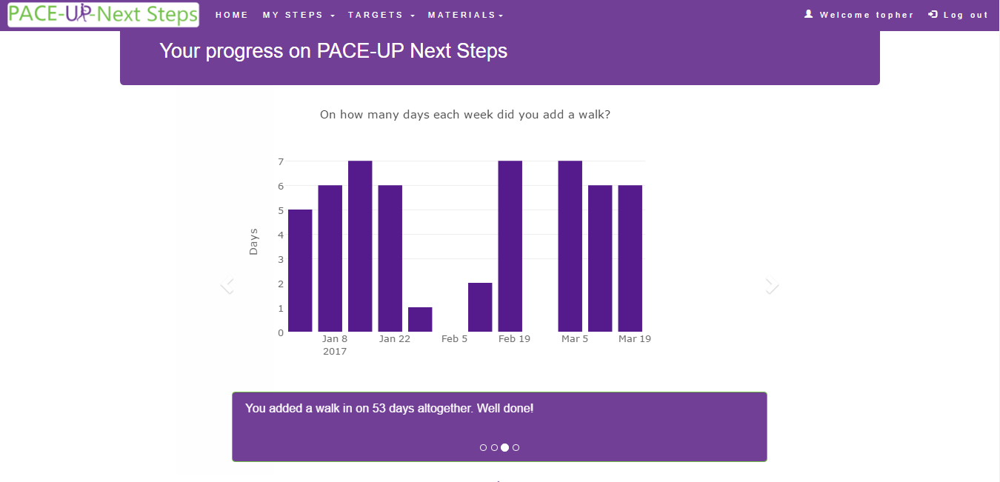 PACE-UP-Next Steps HOME MY STEPS TARGETS MATERIALS Welcome topher Log out
Your progress on PACE-UP Next Steps
On how many days each week did you add a walk?
7
6
5
4
3
2
1
0
Days
Jan 8 Jan 22 Feb 5 Feb 19 Mar 5 Mar 19
2017
You added a walk in on 53 days altogether. Well done!